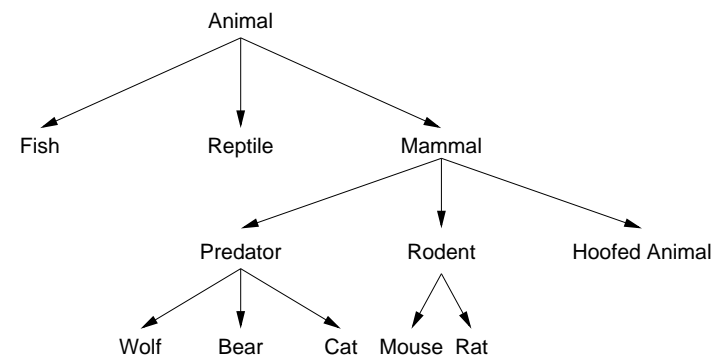 Animal
Fish Reptile Mammal
Predator Rodent Hoofed Animal
Wolf Bear Cat Mouse Rat